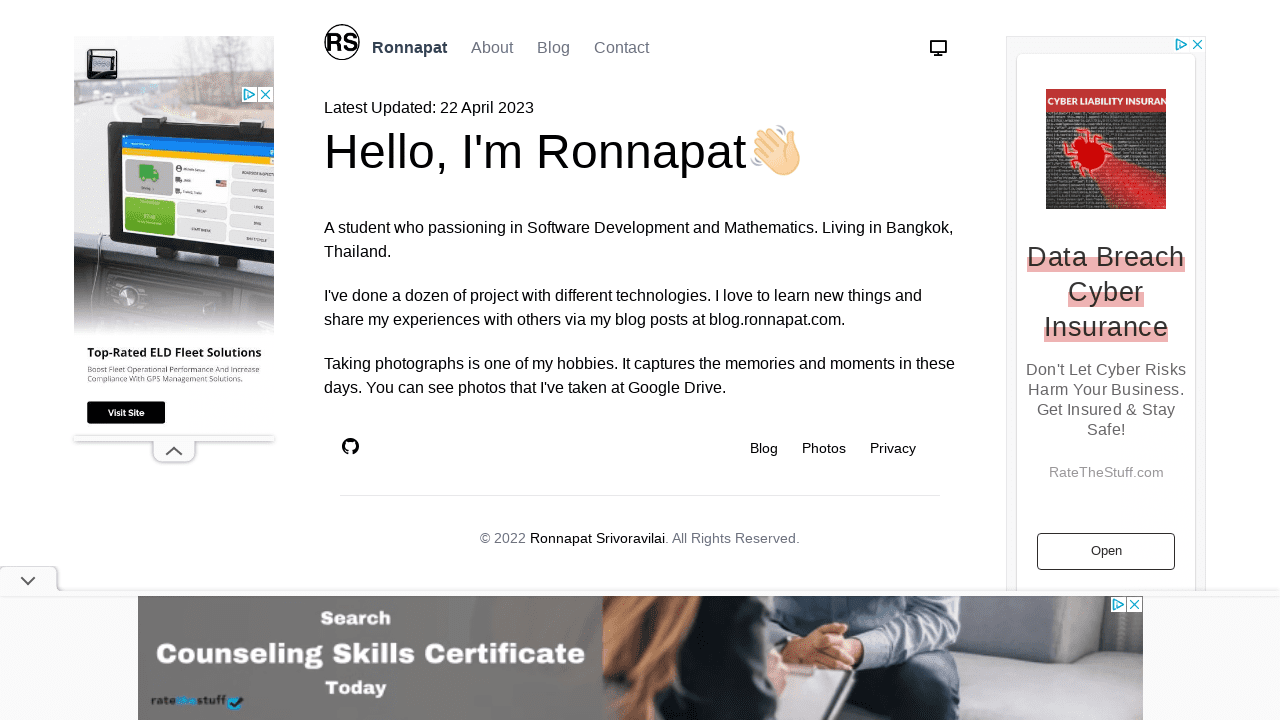 RS
Ronnapat
About
Blog
Contact
Latest Updated: 22 April 2023
Hello, I'm Ronnapat
A student who passioning in Software Development and Mathematics. Living in Bangkok,
Thailand.
I've done a dozen of project with different technologies. I love to learn new things and
share my experiences with others via my blog posts at blog.ronnapat.com.
Taking photographs is one of my hobbies. It captures the memories and moments in these
days. You can see photos that I've taken at Google Drive.
Blog
Photos
Privacy
© 2022 Ronnapat Srivoravilai. All Rights Reserved.
Top-Rated ELD Fleet Solutions
Boost Fleet Operational Performance And Increase
Compliance With GPS Management Solutions.
Visit Site
CYBER LIABILITY INSURAN
Data Breach
Cyber
Insurance
Don't Let Cyber Risks
Harm Your Business.
Get Insured & Stay
Safe!
RateTheStuff.com
Open
Search
Counseling Skills Certificate
Today
ratethestuff